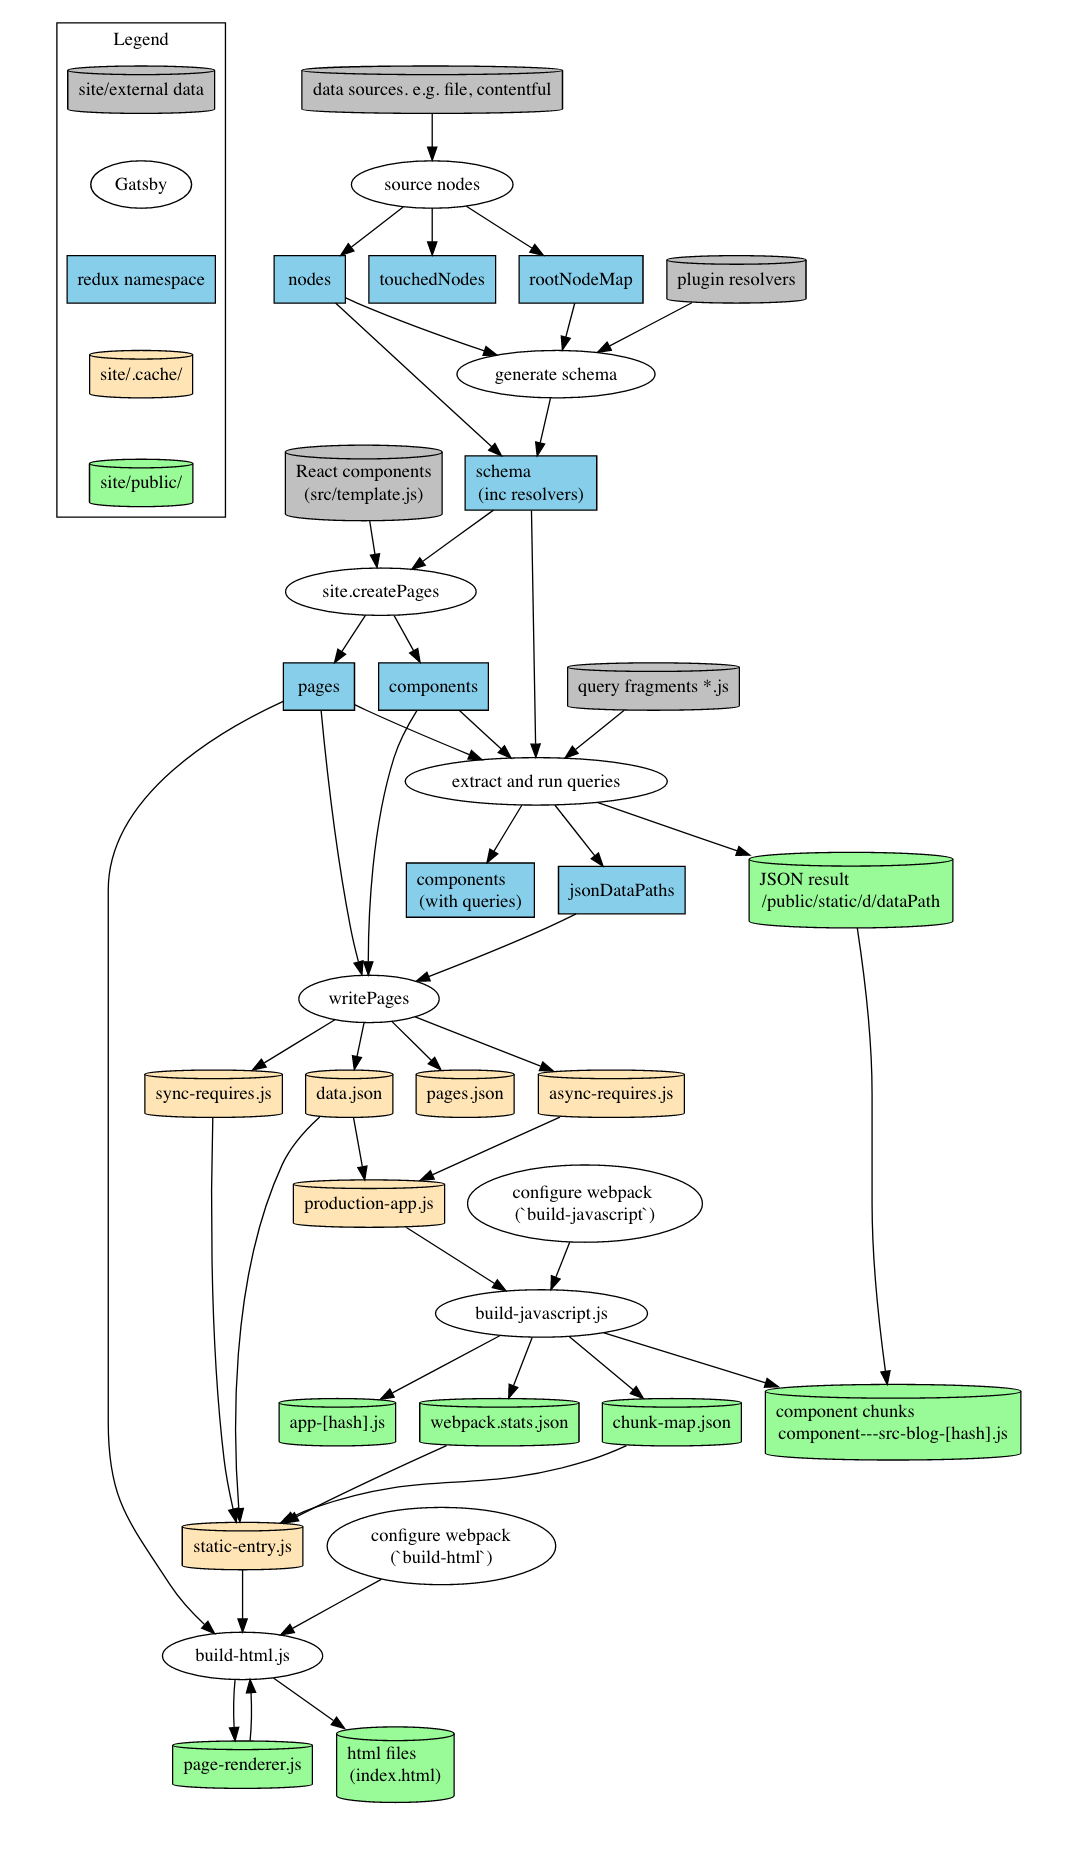 Legend
site/external data
Gatsby
redux namespace
site/.cache/
site/public/
data sources. e.g. file, contentful
source nodes
nodes
touchedNodes
rootNodeMap
plugin resolvers
generate schema
React components
(src/template.js)
schema
(inc resolvers)
site.createPages
pages
components
query fragments *.js
extract and run queries
components
(with queries)
jsonDataPaths
JSON result
/public/static/d/dataPath
writePages
sync-requires.js
data.json
pages.json
async-requires.js
production-app.js
configure webpack
(`build-javascript`)
build-javascript.js
app-[hash].js
webpack.stats.json
chunk-map.json
component chunks
component---src-blog-[hash].js
static-entry.js
configure webpack
(`build-html`)
build-html.js
page-renderer.js
html files
(index.html)